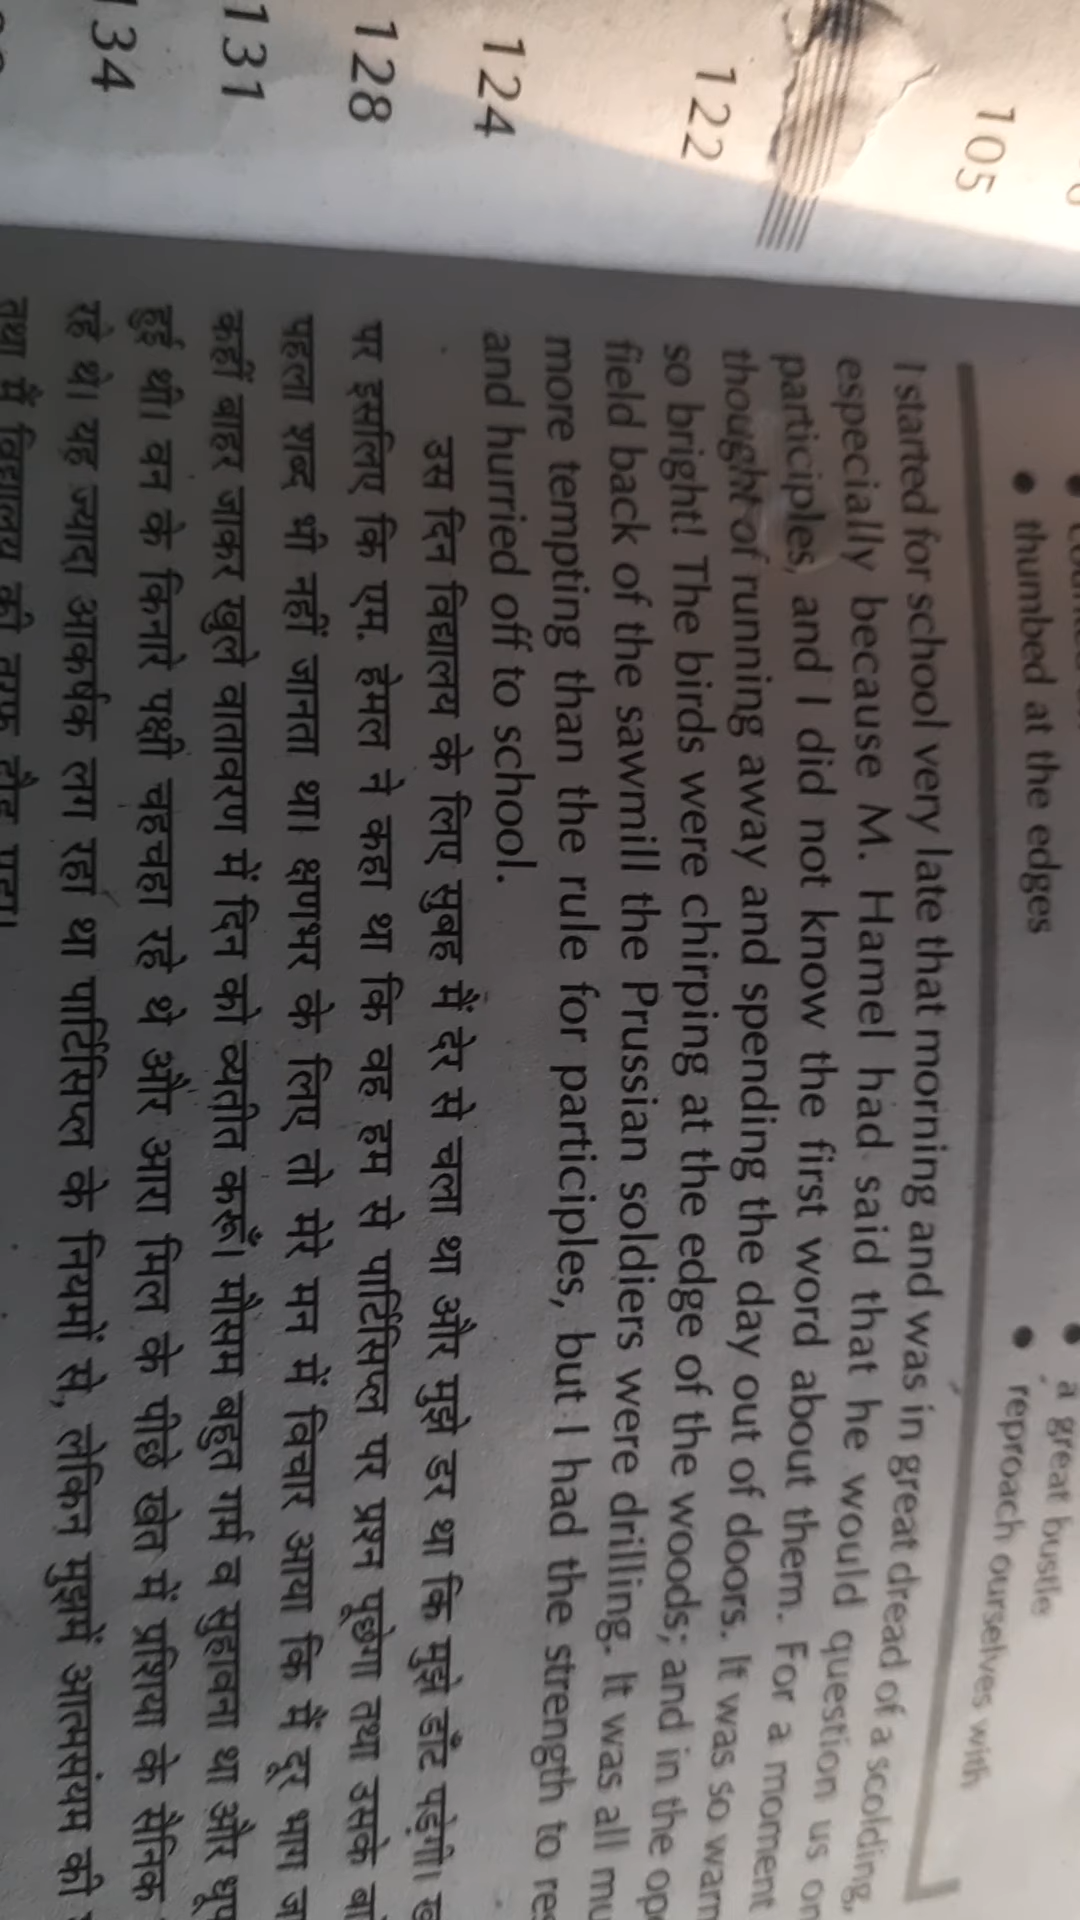 105
122
124
128
131
134
thumbed at the edges
a great bustle
reproach ourselves with
I started for school very late that morning and was in great dread of a scolding,
especially because M. Hamel had said that he would question us on
participles, and I did not know the first word about them. For a moment
thought of running away and spending the day out of doors. It was so warm
so bright! The birds were chirping at the edge of the woods; and in the
field back of the sawmill the Prussian soldiers were drilling. It was all
more tempting than the rule for participles, but I had the strength to
and hurried off to school.
उस दिन विद्यालय के लिए सुबह मैं देर से चला था और मुझे डर था कि मुझे डाँट पड़ेगी।
पर इसलिए कि एम. हेमल ने कहा था कि वह हम से पार्टिसिप्ल पर प्रश्न पूछेगा तथा उसके
पहला शब्द भी नहीं जानता था। क्षणभर के लिए तो मेरे मन में विचार आया कि मैं दूर भाग
कहीं बाहर जाकर खुले वातावरण में दिन को व्यतीत करूँ। मौसम बहुत गर्म व सुहावना था और
हुई थी। वन के किनारे पक्षी चहचहा रहे थे और आरा मिल के पीछे खेत में प्रशिया के सैनिक
रहे थे। यह ज्यादा आकर्षक लग रहा था पार्टिसिप्ल के नियमों से, लेकिन मुझमें आत्मसंयम की
तथा मैं विद्यालय की तरफ दौड़ पड़ा।